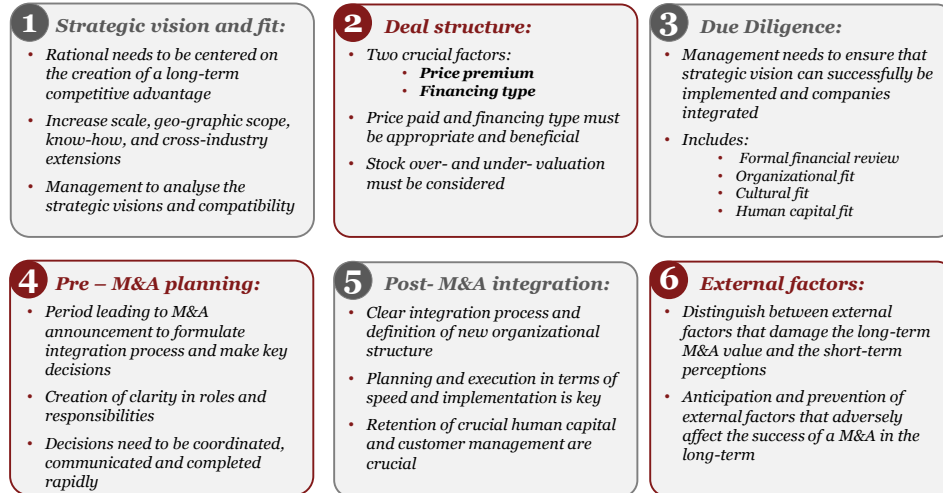 1 Strategic vision and fit:
• Rational needs to be centered
on the creation of a long-term
competitive advantage
• Increase scale, geo-graphic scope,
know-how, and cross-industry
extensions
• Management to analyse the
strategic visions and compatibility
2 Deal structure:
• Two crucial factors:
• Price premium
• Financing type
• Price paid and financing type must
be appropriate and beneficial
• Stock over- and under- valuation
must be considered
3 Due Diligence:
• Management needs to ensure that
strategic vision can successfully be
implemented and companies
integrated
• Includes:
• Formal financial review
• Organizational fit
• Cultural fit
• Human capital fit
4 Pre – M&A planning:
• Period leading to M&A
announcement to formulate
integration process and make key
decisions
• Creation of clarity in roles and
responsibilities
• Decisions need to be coordinated,
communicated and completed
rapidly
5 Post- M&A integration:
• Clear integration process and
definition of new organizational
structure
• Planning and execution in terms of
speed and implementation is key
• Retention of crucial human capital
and customer management are
crucial
6 External factors:
• Distinguish between external
factors that damage the long-term
M&A value and the short-term
perceptions
• Anticipation and prevention of
external factors that adversely
affect the success of a M&A in the
long-term